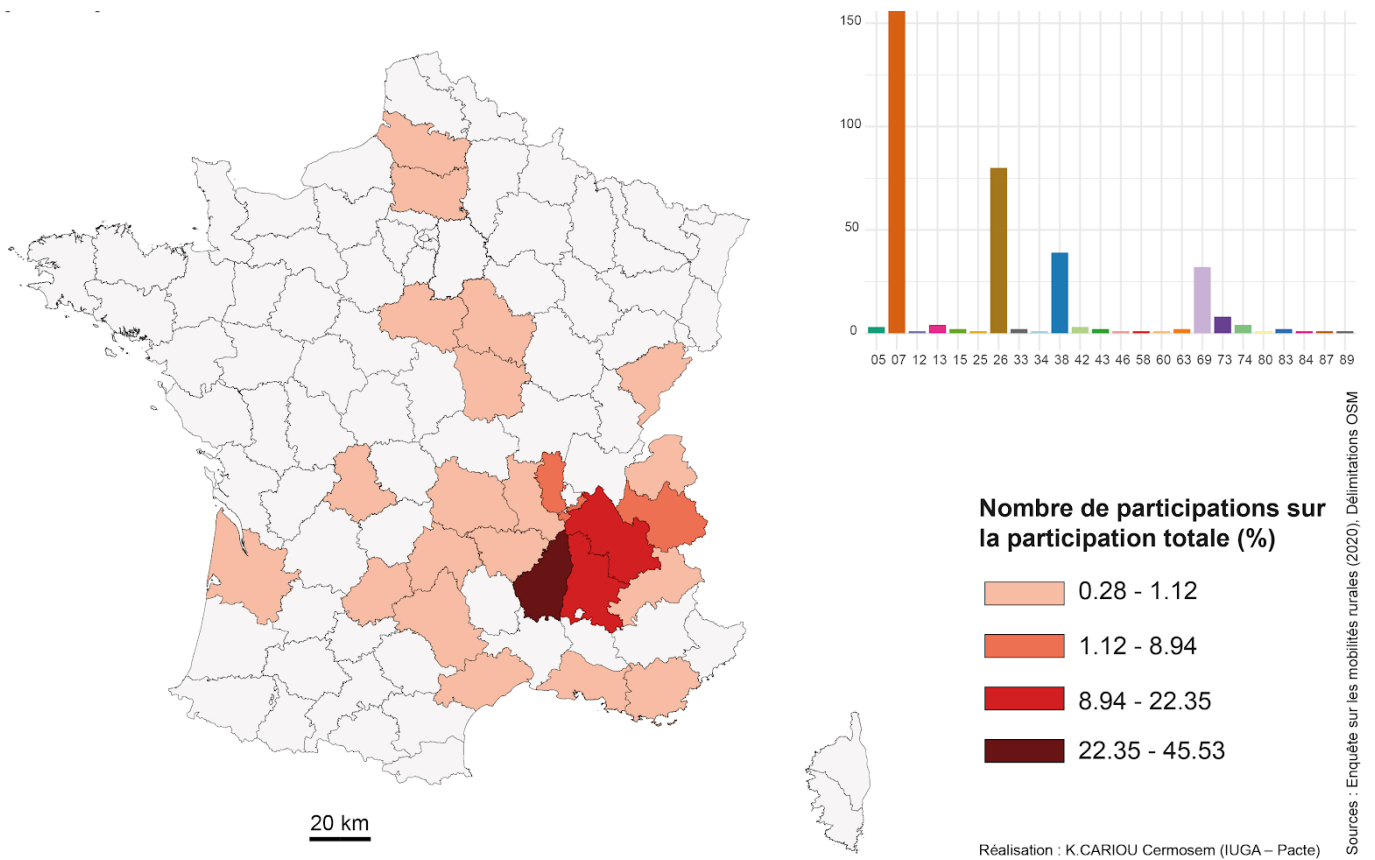 150
100
50
0
05 07 12 13 15 25 26 33 34 38 42 43 46 58 60 63 69 73 74 80 83 84 87 89
Nombre de participations sur
la participation totale (%)
0.28 - 1.12
1.12 - 8.94
8.94 - 22.35
22.35 - 45.53
20 km
Réalisation : K.CARIOU Cermosem (IUGA – Pacte)
Sources : Enquête sur les mobilités rurales (2020), Délimitations OSM